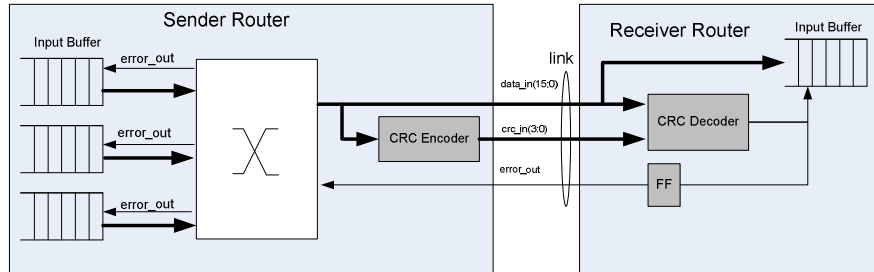 Sender Router
Receiver Router
Input Buffer
Input Buffer
error_out
link
data_in(15:0)
error_out
CRC Encoder
crc_in(3:0)
CRC Decoder
error_out
FF
error_out